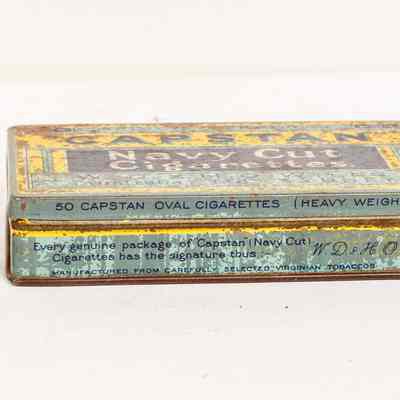 CAPSTAN
Navy Cut
Cigarettes
50 CAPSTAN OVAL CIGARETTES (HEAVY WEIGH
Every genuine package of Capstan (Navy Cut)
Cigarettes has the signature thus W D & H O
MANUFACTURED FROM CAREFULLY SELECTED VIRGINIAN TOBACCOS